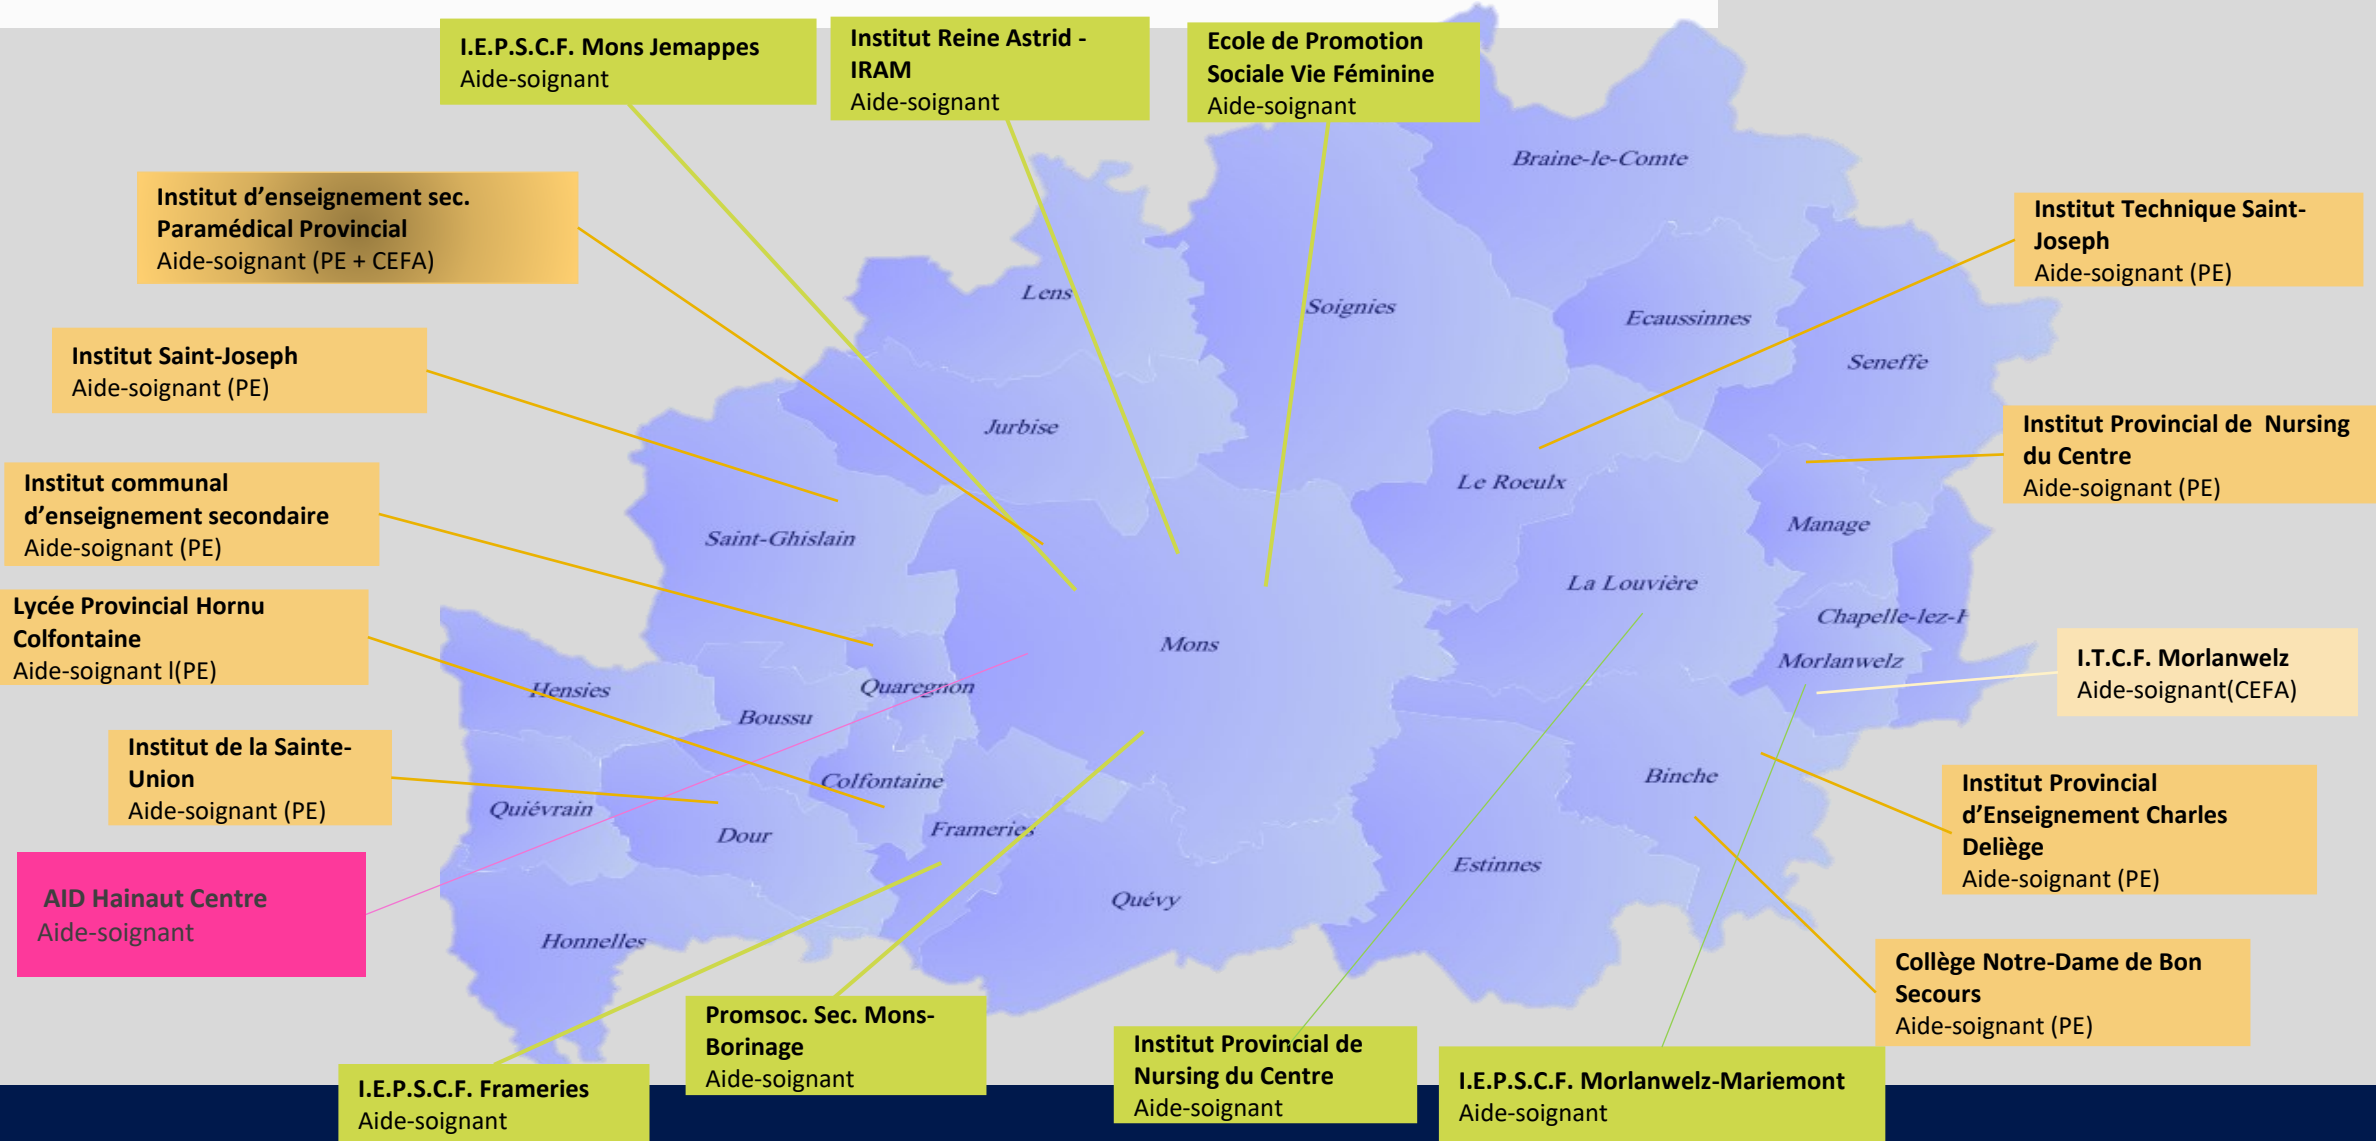 I.E.P.S.C.F. Mons Jemappes
Aide-soignant
Institut Reine Astrid -
IRAM
Aide-soignant
Ecole de Promotion
Sociale Vie Féminine
Aide-soignant
Institut d’enseignement sec.
Paramédical Provincial
Aide-soignant (PE + CEFA)
Institut Technique Saint-
Joseph
Aide-soignant (PE)
Institut Saint-Joseph
Aide-soignant (PE)
Institut Provincial de Nursing
du Centre
Aide-soignant (PE)
Institut communal
d’enseignement secondaire
Aide-soignant (PE)
Lycée Provincial Hornu
Colfontaine
Aide-soignant l(PE)
I.T.C.F. Morlanwelz
Aide-soignant(CEFA)
Institut de la Sainte-
Union
Aide-soignant (PE)
Institut Provincial
d’Enseignement Charles
Deliège
Aide-soignant (PE)
AID Hainaut Centre
Aide-soignant
Collège Notre-Dame de Bon
Secours
Aide-soignant (PE)
I.E.P.S.C.F. Frameries
Aide-soignant
Promsoc. Sec. Mons-
Borinage
Aide-soignant
Institut Provincial de
Nursing du Centre
Aide-soignant
I.E.P.S.C.F. Morlanwelz-Mariemont
Aide-soignant
Braine-le-Comte
Lens
Soignies
Ecaussinnes
Seneffe
Jurbise
Le Roeulx
Manage
Saint-Ghislain
La Louvière
Chapelle-lez-H
Mons
Morlanwelz
Hensies
Quaregnon
Boussu
Colfontaine
Binche
Quiévrain
Dour
Frameries
Estinnes
Quévy
Honnelles